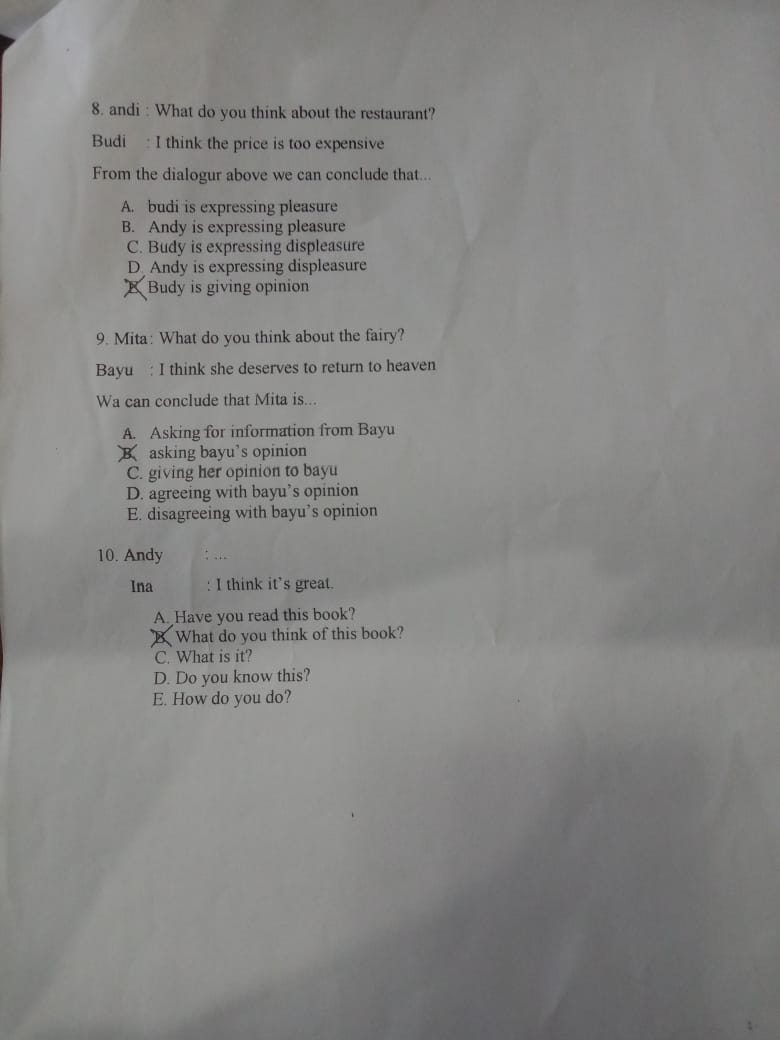 8. andi : What do you think about the restaurant?
Budi : I think the price is too expensive
From the dialogur above we can conclude that...
A. budi is expressing pleasure
B. Andy is expressing pleasure
C. Budy is expressing displeasure
D. Andy is expressing displeasure
E. Budy is giving opinion
9. Mita : What do you think about the fairy?
Bayu : I think she deserves to return to heaven
Wa can conclude that Mita is...
A. Asking for information from Bayu
B. asking bayu's opinion
C. giving her opinion to bayu
D. agreeing with bayu's opinion
E. disagreeing with bayu's opinion
10. Andy : ...
Ina : I think it's great.
A. Have you read this book?
B. What do you think of this book?
C. What is it?
D. Do you know this?
E. How do you do?